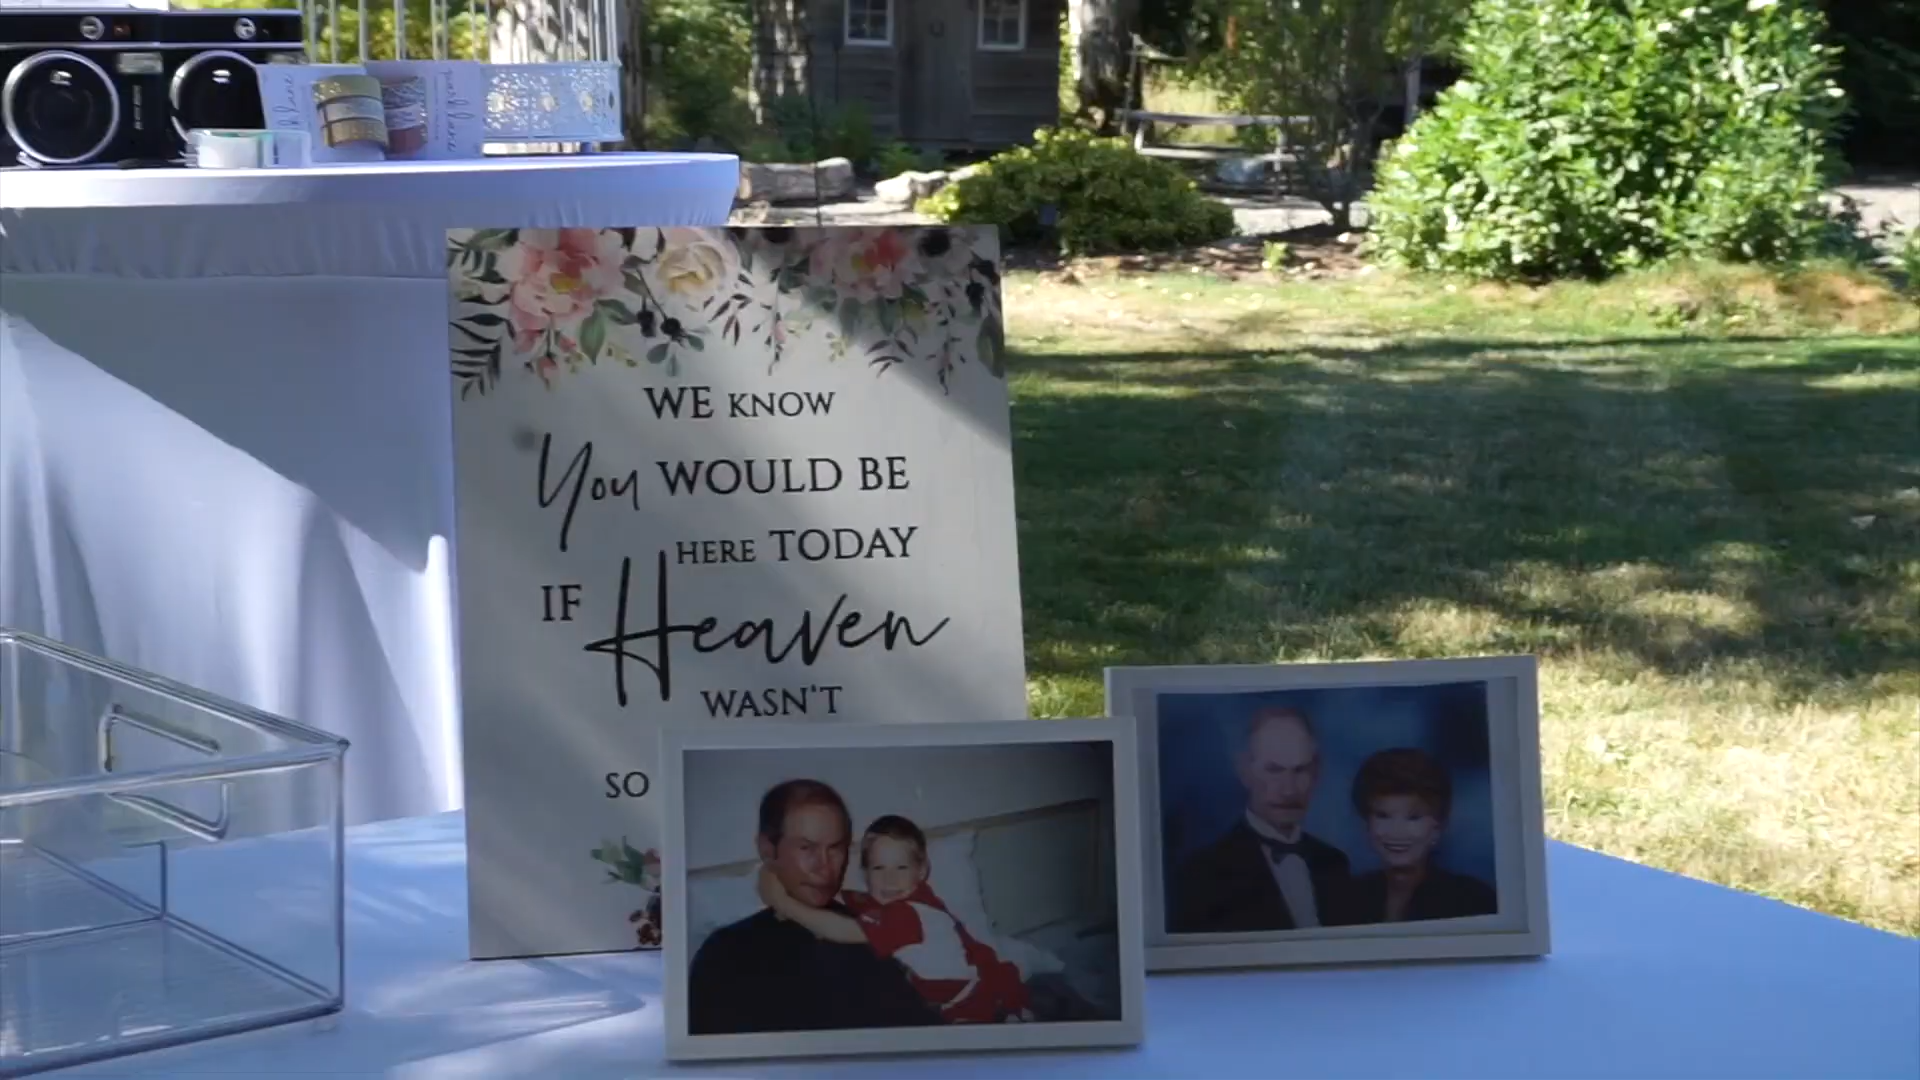 WE KNOW
You WOULD BE
HERE TODAY
IF Heaven
WASN'T
SO